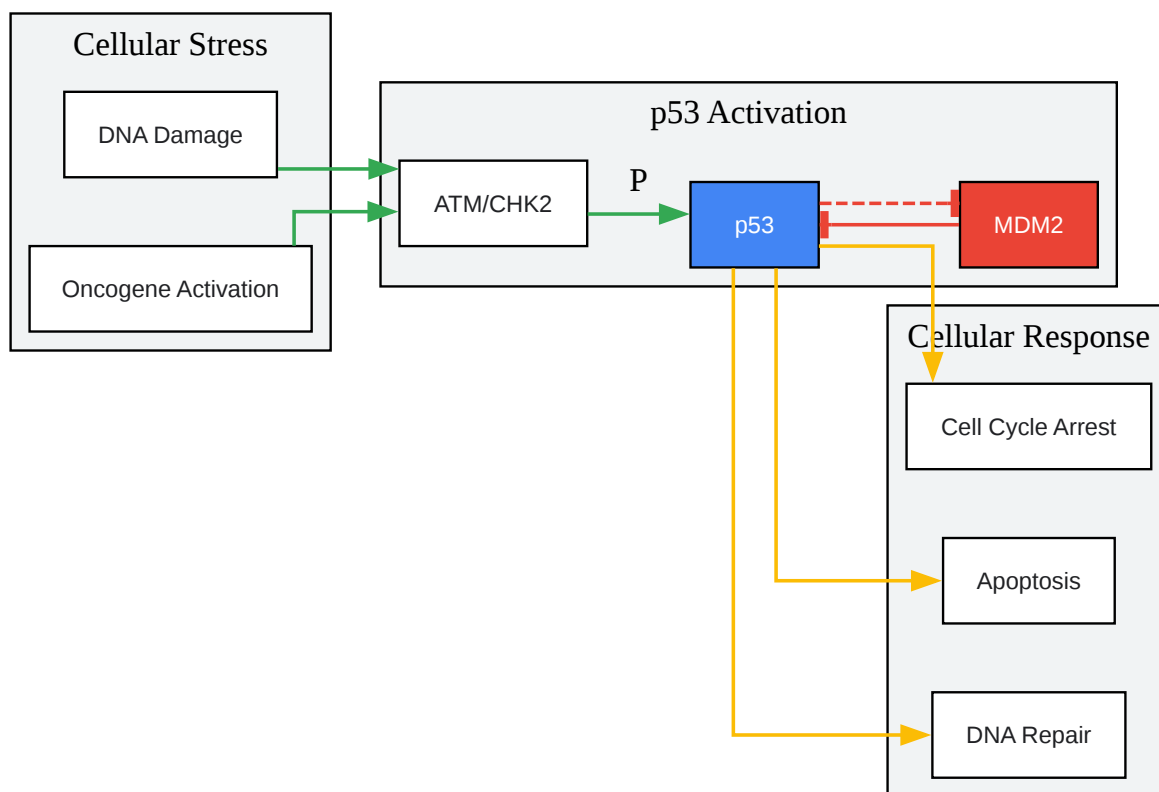 Cellular Stress
DNA Damage
Oncogene Activation
p53 Activation
ATM/CHK2
P
p53
MDM2
Cellular Response
Cell Cycle Arrest
Apoptosis
DNA Repair